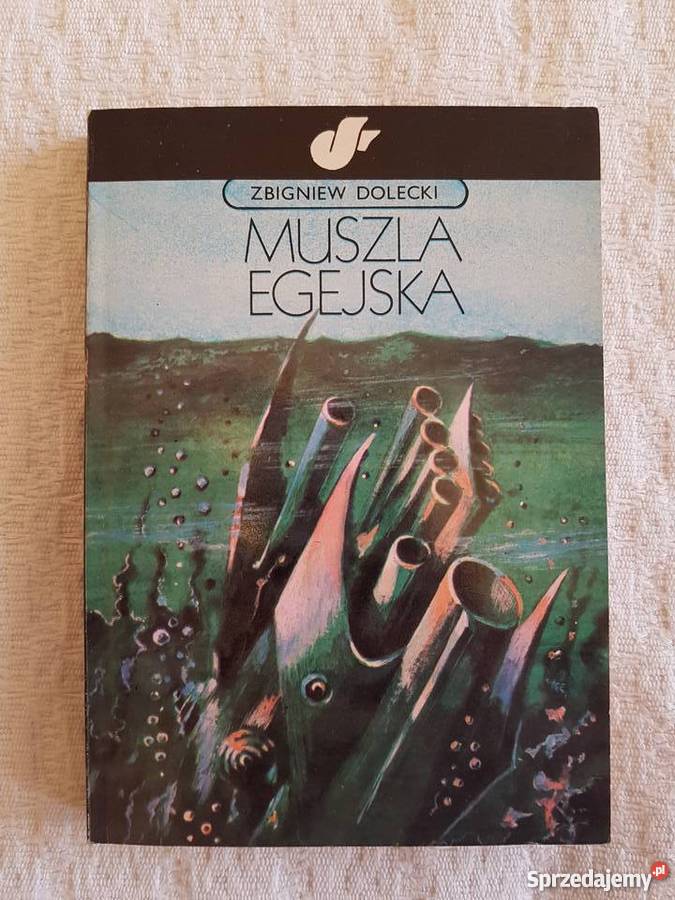 ZBIGNIEW DOLECKI
MUSZLA
EGEJSKA
Sprzedajemy.pl